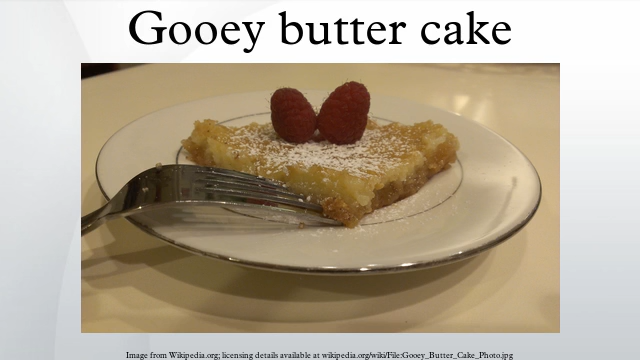 Gooey butter cake
Image from Wikipedia.org; licensing details available at wikipedia.org/wiki/File:Gooey_Butter_Cake_Photo.jpg